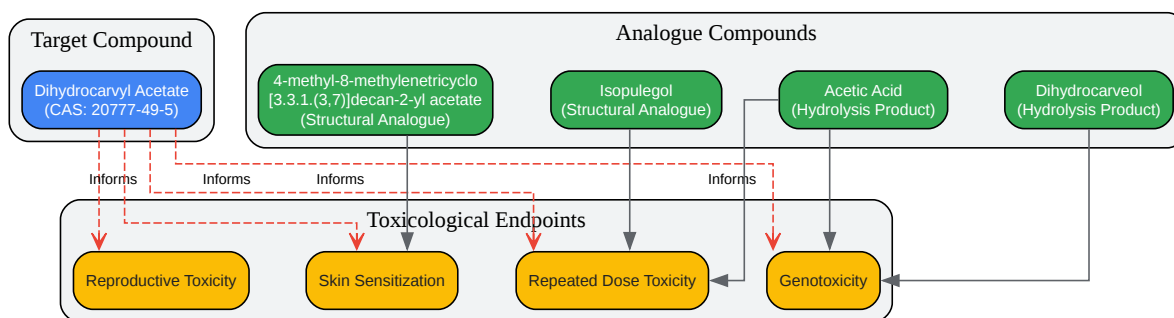 Target Compound
Dihydrocarvyl Acetate
(CAS: 20777-49-5)
Analogue Compounds
4-methyl-8-methylenetricyclo
[3.3.1.(3,7)]decan-2-yl acetate
(Structural Analogue)
Isopulegol
(Structural Analogue)
Acetic Acid
(Hydrolysis Product)
Dihydrocarveol
(Hydrolysis Product)
Informs
Informs
Informs
Informs
Toxicological Endpoints
Reproductive Toxicity
Skin Sensitization
Repeated Dose Toxicity
Genotoxicity